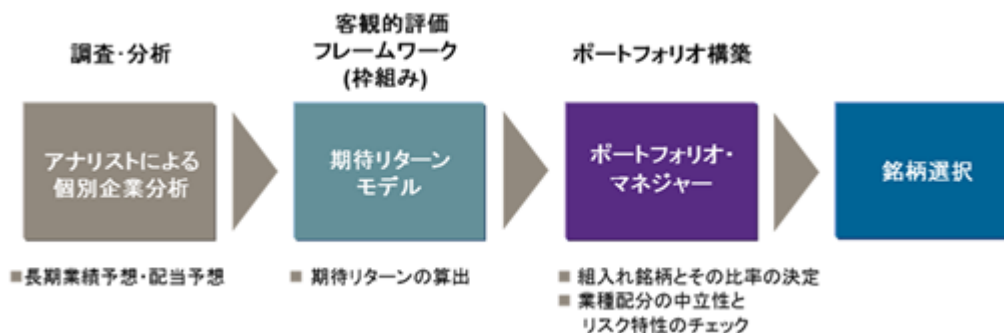 調査・分析
客観的評価
フレームワーク
(枠組み)
ポートフォリオ構築
アナリストによる
個別企業分析
期待リターン
モデル
ポートフォリオ・
マネジャー
銘柄選択
■長期業績予想・配当予想
■ 期待リターンの算出
■ 組入れ銘柄とその比率の決定
■ 業種配分の中立性と
リスク特性のチェック